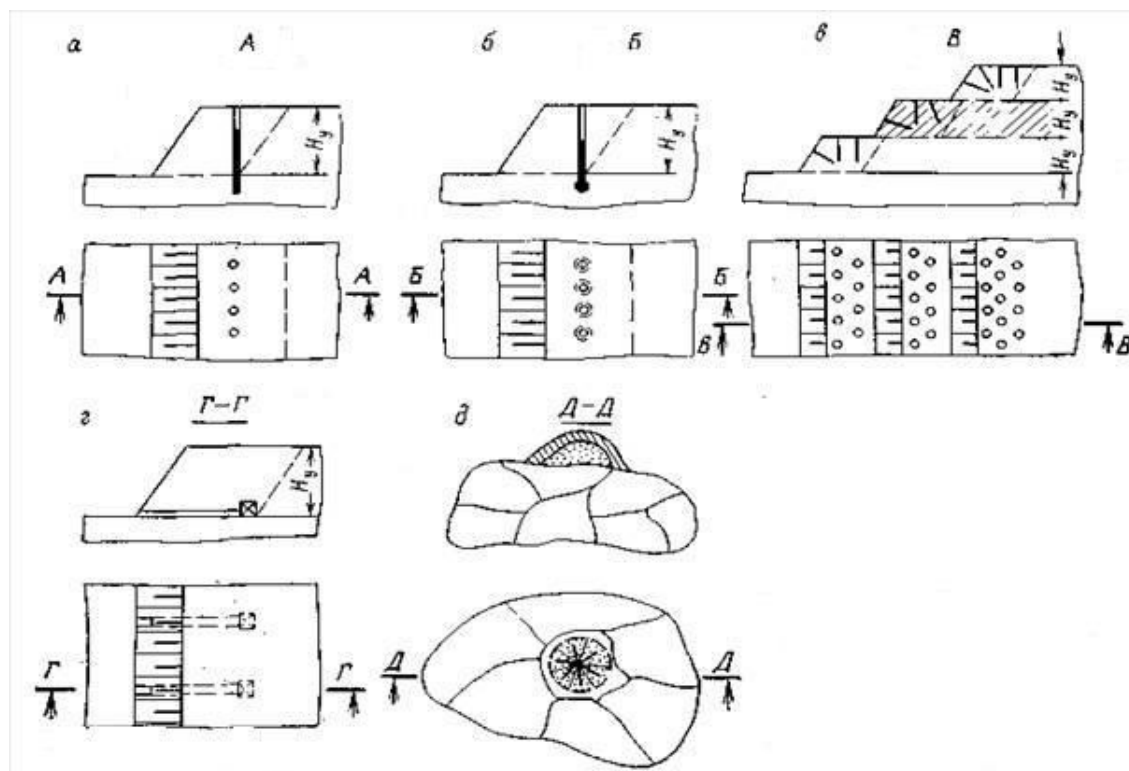 а А б Б в В
Hу Hу Hу
Hу
Hу
А А Б Б
В В
г Г–Г д Д–Д
Hу
Г Г Д Д